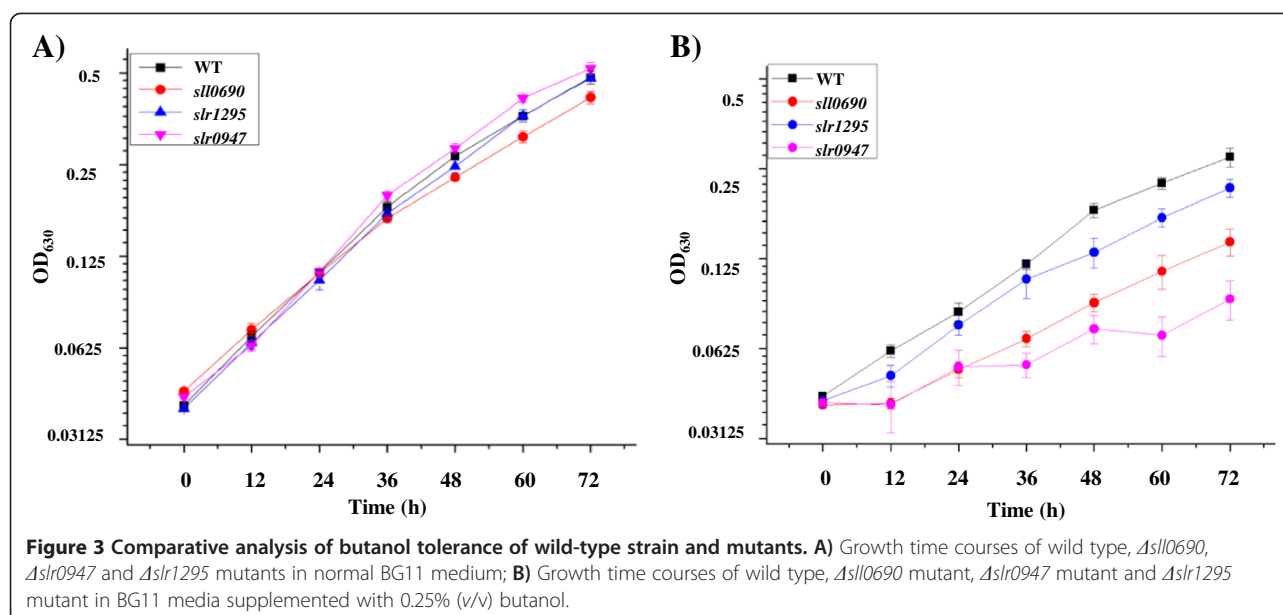 A)
WT
sll0690
slr1295
slr0947
0.5
0.25
0.125
0.0625
0.03125
OD630
0 12 24 36 48 60 72
Time (h)
B)
WT
sll0690
slr1295
slr0947
0.5
0.25
0.125
0.0625
0.03125
OD630
0 12 24 36 48 60 72
Time (h)
Figure 3 Comparative analysis of butanol tolerance of wild-type strain and mutants. A) Growth time courses of wild type, Δsll0690,
Δslr0947 and Δslr1295 mutants in normal BG11 medium; B) Growth time courses of wild type, Δsll0690 mutant, Δslr0947 mutant and Δslr1295
mutant in BG11 media supplemented with 0.25% (v/v) butanol.